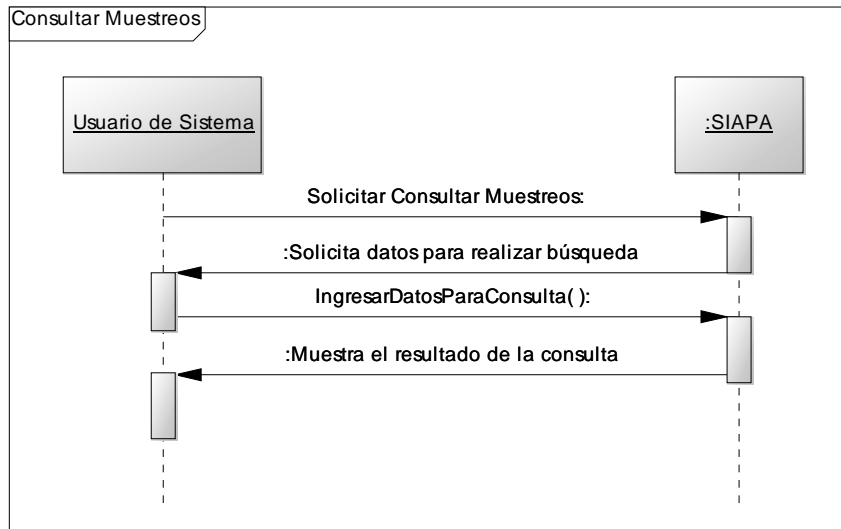 Consultar Muestreos
Usuario de Sistema
:SIAPA
Solicitar Consultar Muestreos:
:Solicita datos para realizar búsqueda
IngresarDatosParaConsulta( ):
:Muestra el resultado de la consulta